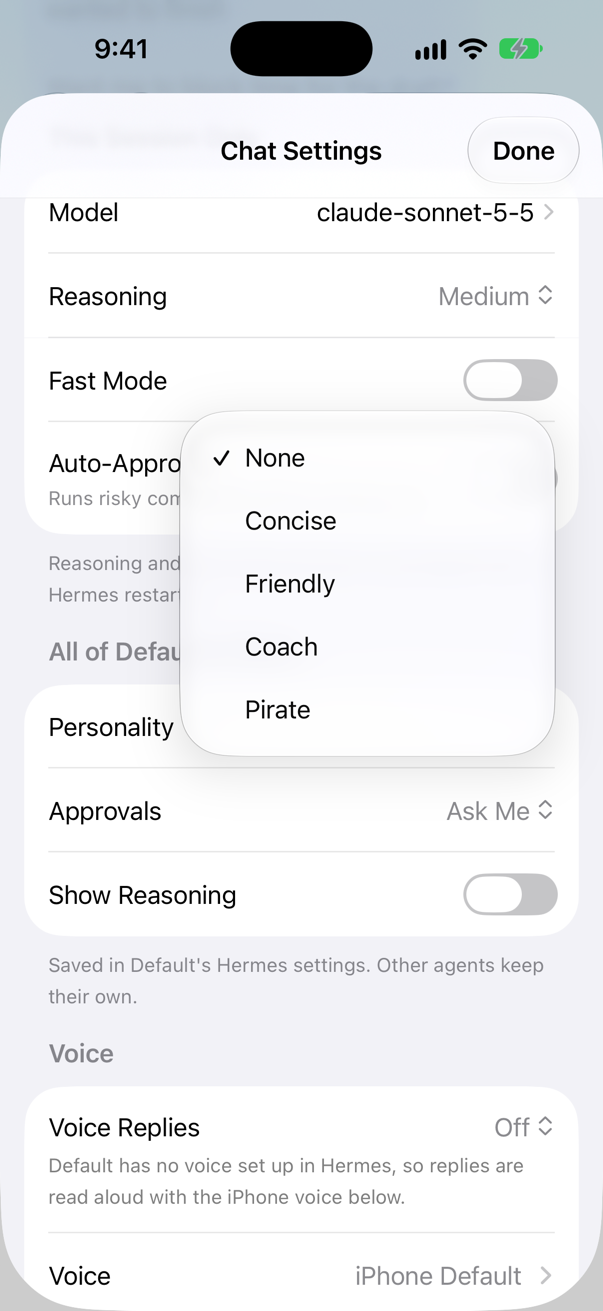 9:41
Chat Settings
Done
Model
claude-sonnet-5-5
Reasoning
Medium
Fast Mode
Auto-Appro
Runs risky con
None
Concise
Friendly
Coach
Pirate
Reasoning and
Hermes restar
All of Defau
Personality
Approvals
Ask Me
Show Reasoning
Saved in Default's Hermes settings. Other agents keep
their own.
Voice
Voice Replies
Off
Default has no voice set up in Hermes, so replies are
read aloud with the iPhone voice below.
Voice
iPhone Default